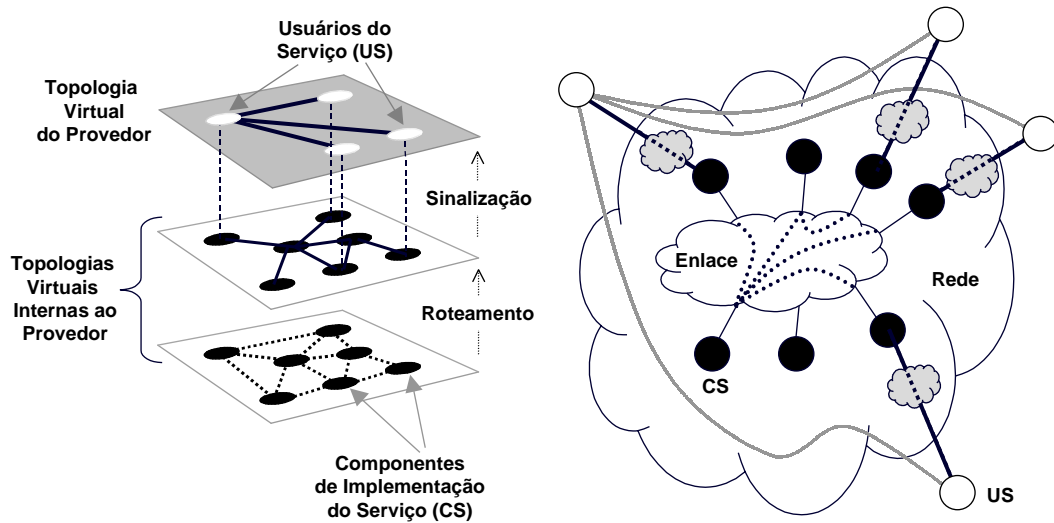 Usuários do
Serviço (US)
Topologia
Virtual
do Provedor
Sinalização
Topologias
Virtuais
Internas ao
Provedor
Roteamento
Componentes
de Implementação
do Serviço (CS)
Enlace
Rede
CS
US